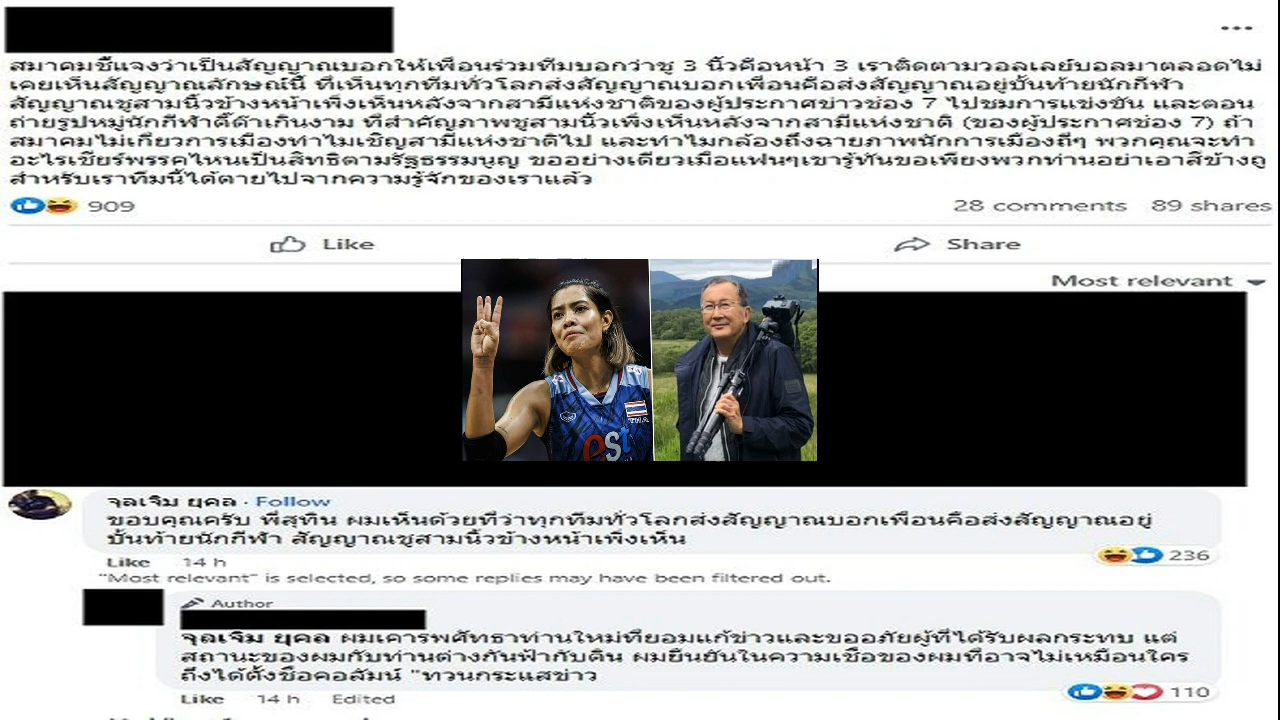 สมาคมชี้แจงว่าเป็นสัญญาณบอกให้เพื่อนร่วมทีมบอกว่าชู 3 นิ้วคือหน้า 3 เราติดตามวอลเลย์บอลมาตลอดไม่
เคยเห็นสัญญาณลักษณ์นี้ ที่เห็นทุกทีมทั่วโลกส่งสัญญาณบอกเพื่อนคือส่งสัญญาณอยู่บั้นท้ายนักกีฬา
สัญญาณชูสามนิ้วข้างหน้าเพิ่งเห็นหลังจากสามีแห่งชาติของผู้ประกาศข่าวช่อง 7 ไปชมการแข่งขัน และตอน
ถ่ายรูปหมู่นักกีฬาดี๊ด๊าเกินงาม ที่สำคัญภาพชูสามนิ้วเพิ่งเห็นหลังจากสามีแห่งชาติ (ของผู้ประกาศช่อง 7) ถ้า
สมาคมไม่เกี่ยวการเมืองทำไมเชิญสามีแห่งชาติไป และทำไมกล้องถึงฉายภาพนักการเมืองถี่ๆ พวกคุณจะทำ
อะไรเชียร์พรรคไหนเป็นสิทธิตามรัฐธรรมนูญ ขออย่างเดียวเมื่อแฟนๆเขารู้ทันขอเพียงพวกท่านอย่าเอาสีข้างถู
สำหรับเราทีมนี้ได้ตายไปจากความรู้จักของเราแล้ว
909 28 comments 89 shares
Like Share
Most relevant
THA
est
จุลเจิม ยุคล · Follow
ขอบคุณครับ พี่สุทิน ผมเห็นด้วยที่ว่าทุกทีมทั่วโลกส่งสัญญาณบอกเพื่อนคือส่งสัญญาณอยู่
บั้นท้ายนักกีฬา สัญญาณชูสามนิ้วข้างหน้าเพิ่งเห็น
236
Like 14 h
"Most relevant" is selected, so some replies may have been filtered out.
Author
จุลเจิม ยุคล ผมเคารพศัทธาท่านใหม่ที่ยอมแก้ข่าวและขออภัยผู้ที่ได้รับผลกระทบ แต่
สถานะของผมกับท่านต่างกันฟ้ากับดิน ผมยืนยันในความเชื่อของผมที่อาจไม่เหมือนใคร
ถึงได้ตั้งชื่อคอลัมน์ "ทวนกระแสข่าว
110
Like 14 h Edited